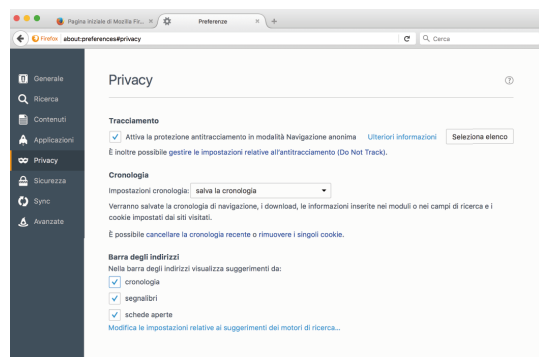 Pagina iniziale di Mozilla Fir...
Preferenze
Firefox about:preferences#privacy
Cerca
Generale
Ricerca
Contenuti
Applicazioni
Privacy
Sicurezza
Sync
Avanzate
Privacy
Tracciamento
Attiva la protezione antitracciamento in modalità Navigazione anonima Ulteriori informazioni Seleziona elenco
È inoltre possibile gestire le impostazioni relative all'antitracciamento (Do Not Track).
Cronologia
Impostazioni cronologia: salva la cronologia
Verranno salvate la cronologia di navigazione, i download, le informazioni inserite nei moduli o nei campi di ricerca e i
cookie impostati dai siti visitati.
È possibile cancellare la cronologia recente o rimuovere i singoli cookie.
Barra degli indirizzi
Nella barra degli indirizzi visualizza suggerimenti da:
cronologia
segnalibri
schede aperte
Modifica le impostazioni relative ai suggerimenti dei motori di ricerca...